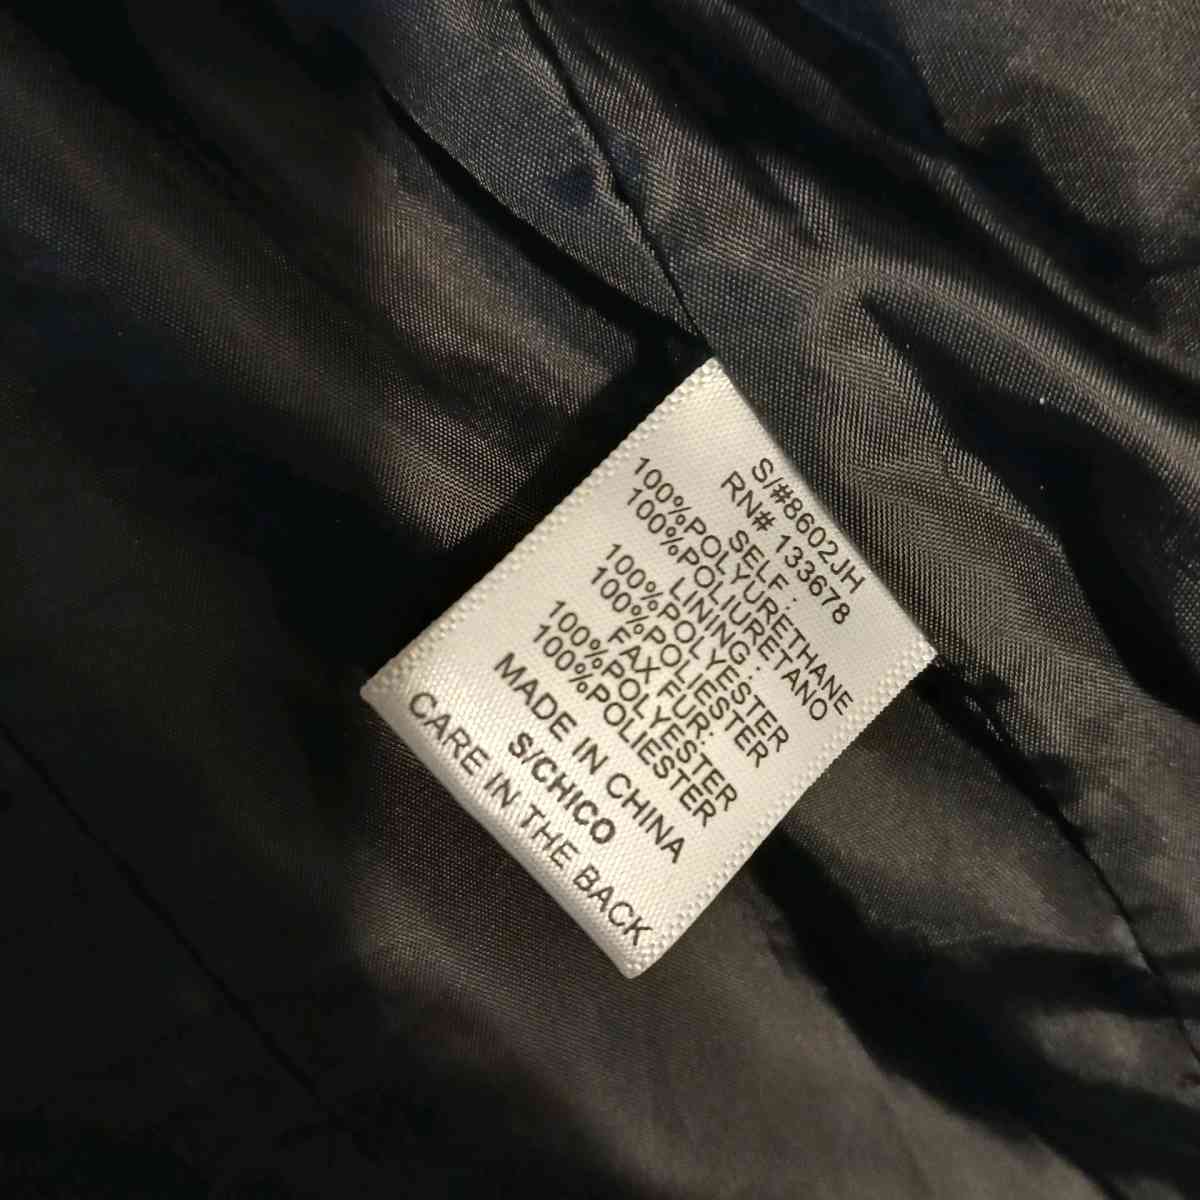 S/#8602JH
RN# 133678
SELF :
100%POLYURETHANE
100%POLIURETANO
LINING :
100%POLYESTER
100%POLIESTER
FAX FUR:
100%POLYESTER
100%POLIESTER
MADE IN CHINA
S/CHICO
CARE IN THE BACK